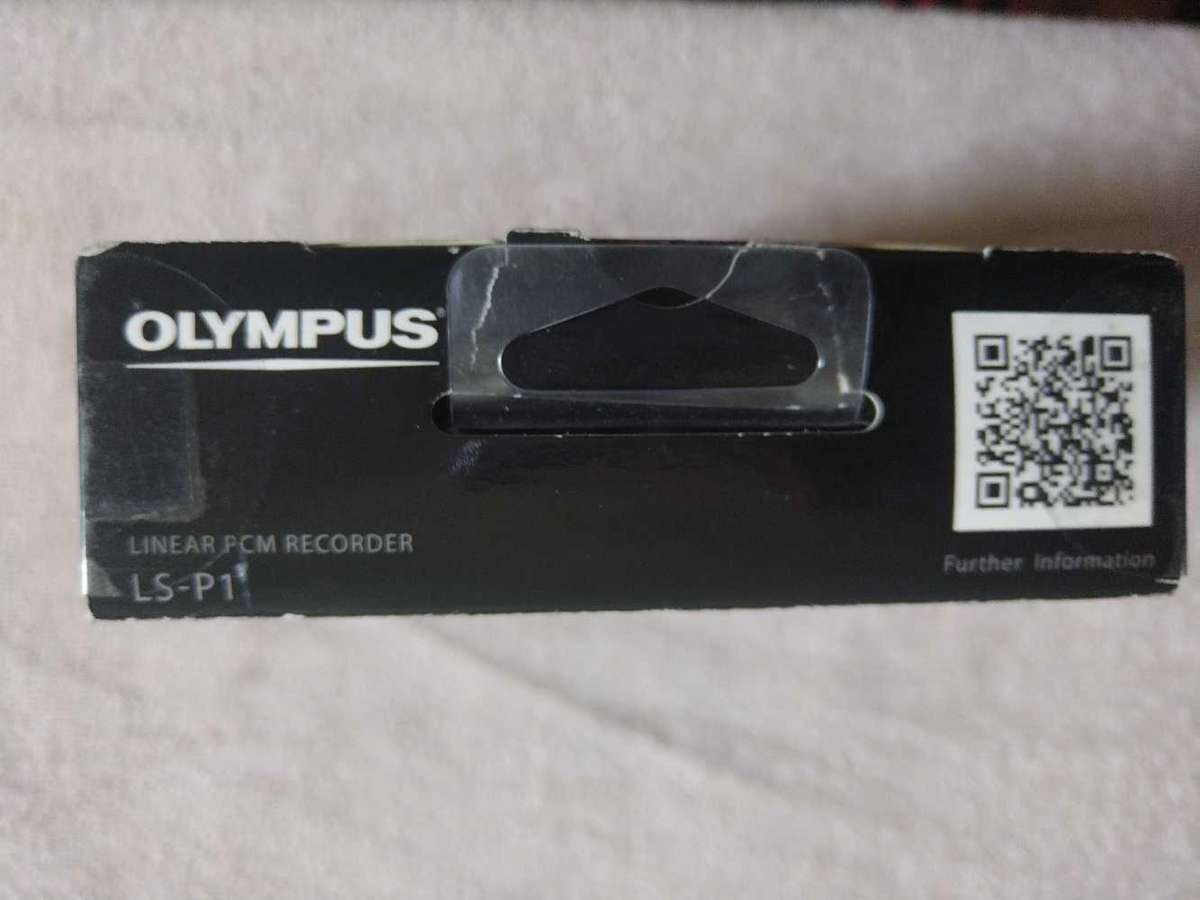 OLYMPUS®
LINEAR PCM RECORDER
LS-P1
Further Information